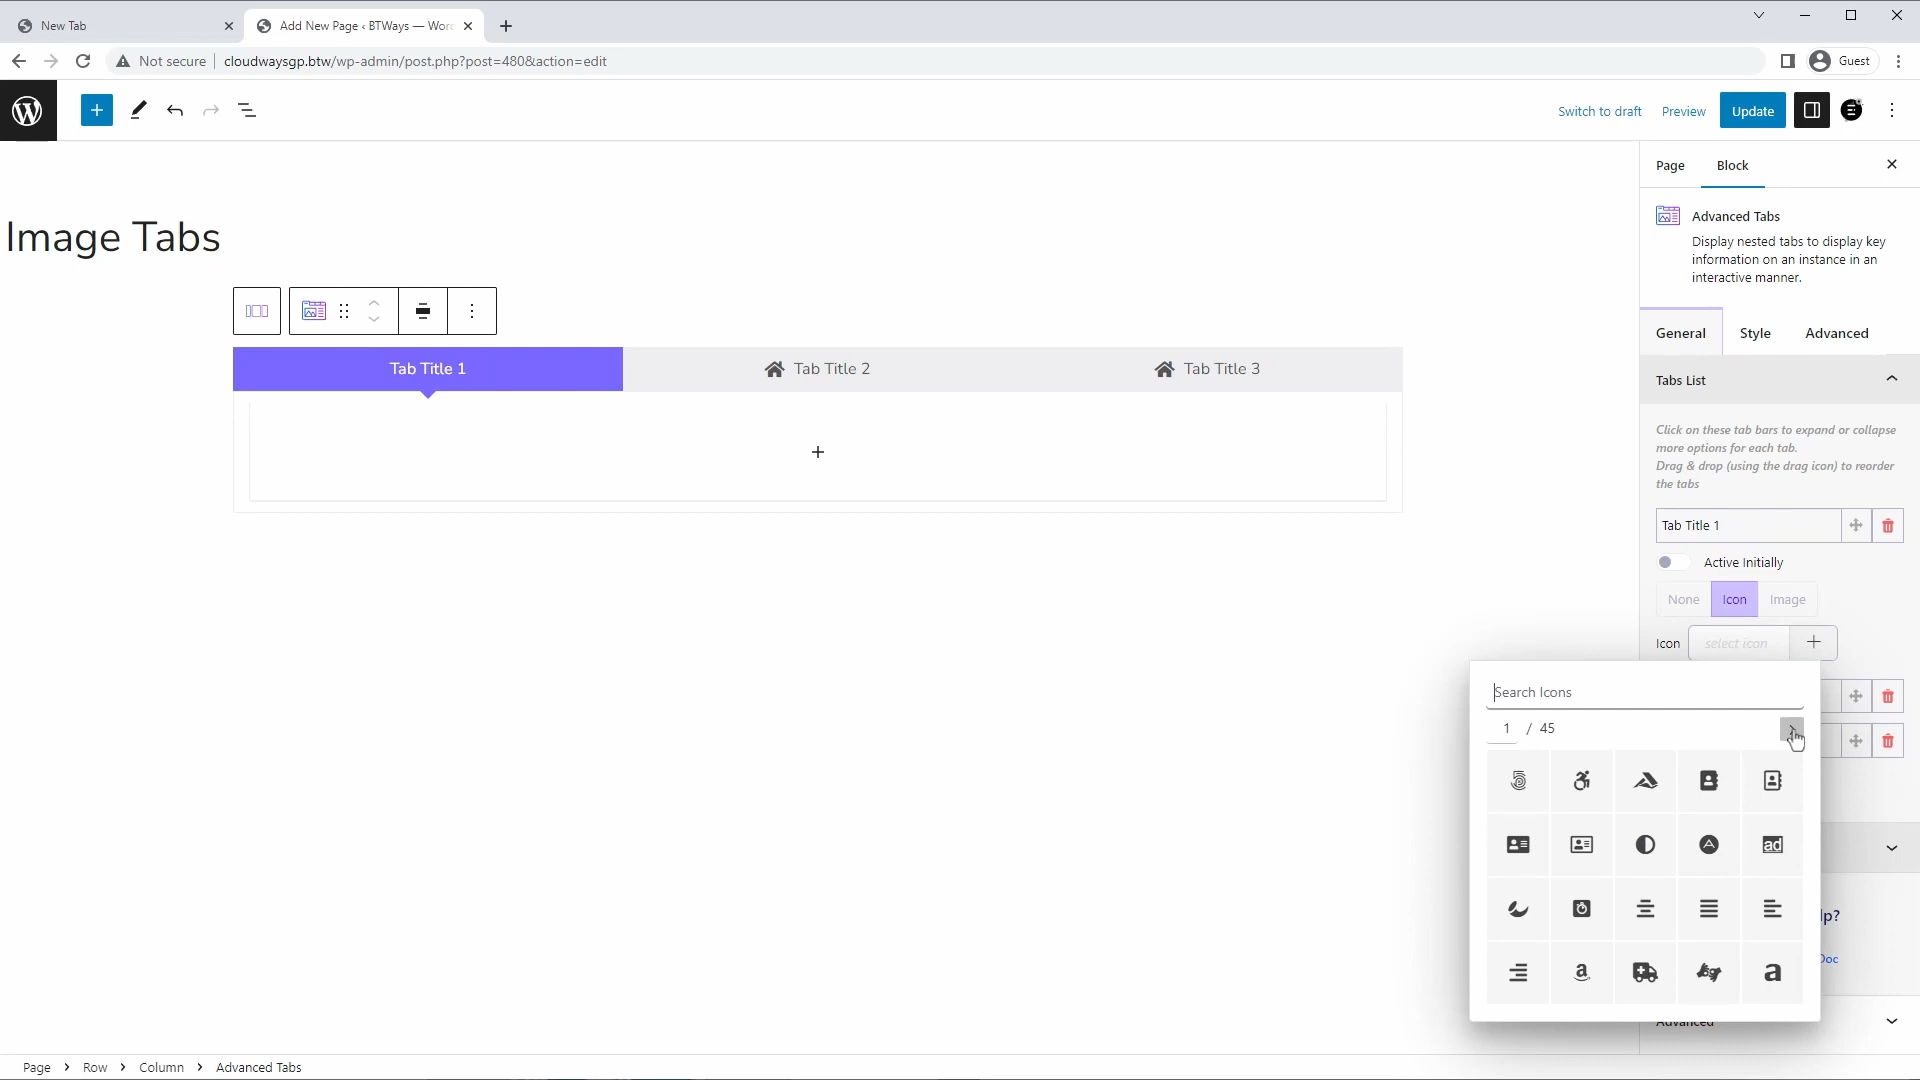 New Tab
Add New Page ‹ BTWays — Worc
Not secure
cloudwaysgp.btw/wp-admin/post.php?post=480&action=edit
Guest
Switch to draft
Preview
Update
Page
Block
Advanced Tabs
Display nested tabs to display key
information on an instance in an
interactive manner.
Image Tabs
General
Style
Advanced
Tab Title 1
Tab Title 2
Tab Title 3
Tabs List
Click on these tab bars to expand or collapse
more options for each tab.
Drag & drop (using the drag icon) to reorder
the tabs
Tab Title 1
Active Initially
None
Icon
Image
Icon
select icon
Search Icons
1 / 45
ad
lp?
Doc
a
a
Advanced
Page
Row
Column
Advanced Tabs